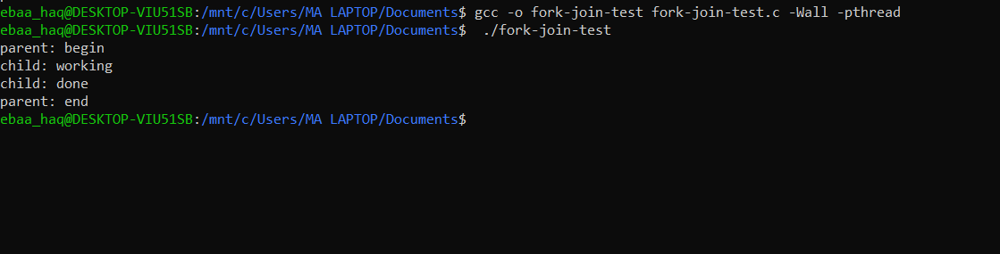 ebaa_haq@DESKTOP-VIU51SB:/mnt/c/Users/MA LAPTOP/Documents$ gcc -o fork-join-test fork-join-test.c -Wall -pthread
ebaa_haq@DESKTOP-VIU51SB:/mnt/c/Users/MA LAPTOP/Documents$  ./fork-join-test
parent: begin
child: working
child: done
parent: end
ebaa_haq@DESKTOP-VIU51SB:/mnt/c/Users/MA LAPTOP/Documents$